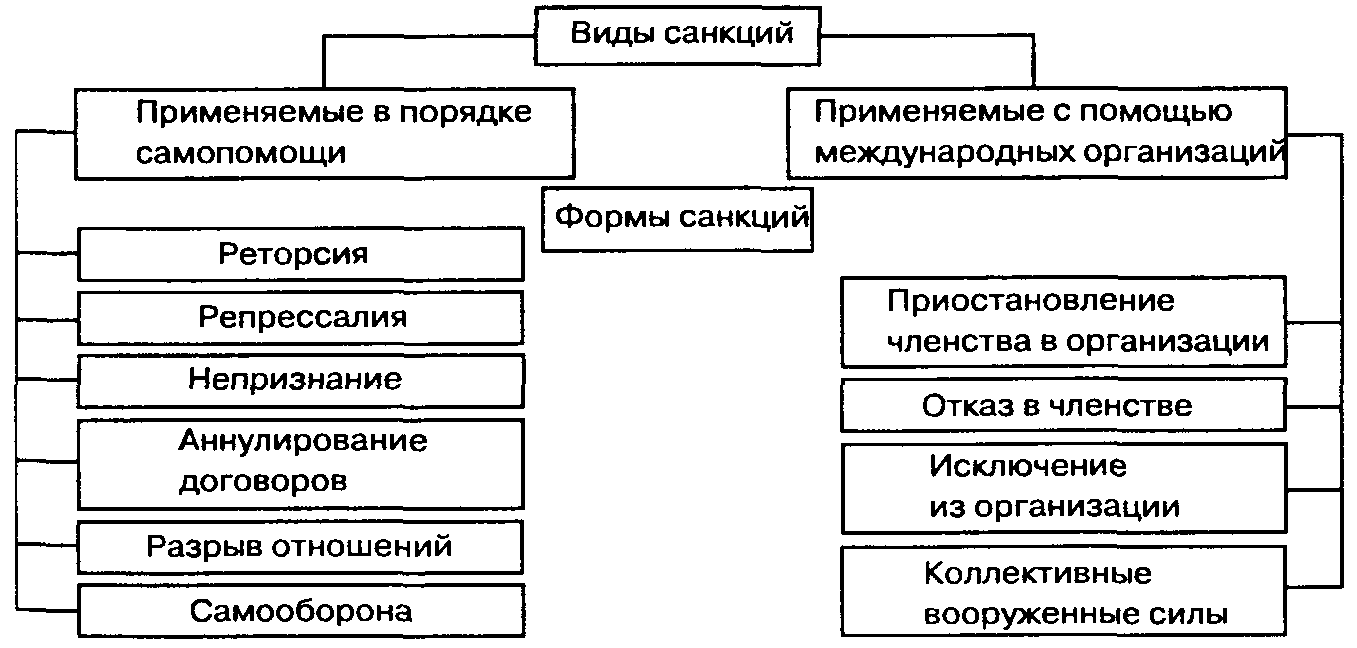 Виды санкций
Применяемые в порядке
самопомощи
Применяемые с помощью
международных организаций
Формы санкций
Реторсия
Репрессалия
Непризнание
Аннулирование
договоров
Разрыв отношений
Самооборона
Приостановление
членства в организации
Отказ в членстве
Исключение
из организации
Коллективные
вооруженные силы